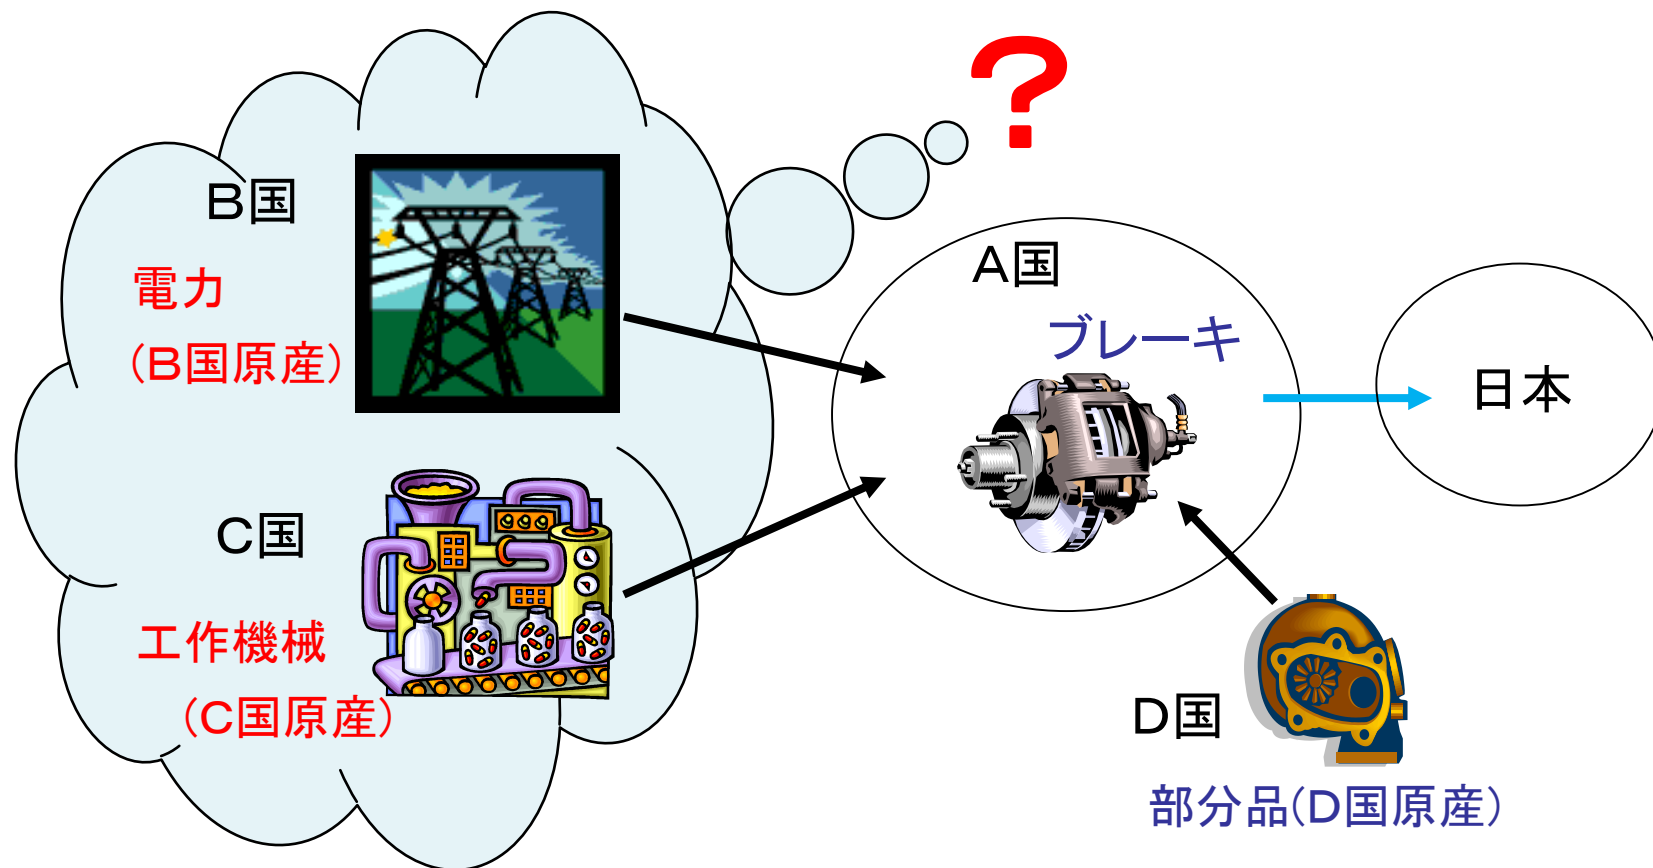 ?
B国
電力
(B国原産)
C国
工作機械
(C国原産)
A国
ブレーキ
日本
D国
部分品(D国原産)